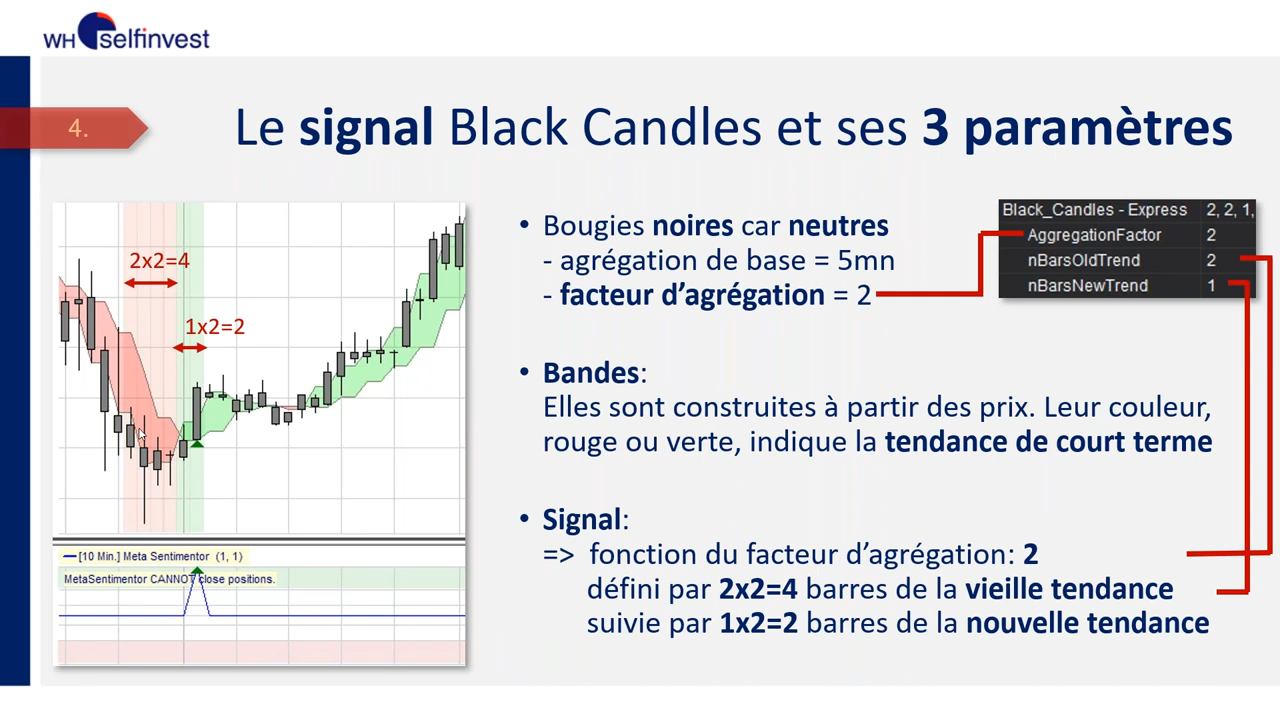 WH selfinvest
4.
Le signal Black Candles et ses 3 paramètres
2x2=4
1x2=2
[10 Min.] Meta Sentimentor (1, 1)
MetaSentimentor CANNOT close positions.
• Bougies noires car neutres
- agrégation de base = 5mn
- facteur d’agrégation = 2
Black_Candles - Express 2, 2, 1,
AggregationFactor 2
nBarsOldTrend 2
nBarsNewTrend 1
• Bandes:
Elles sont construites à partir des prix. Leur couleur,
rouge ou verte, indique la tendance de court terme
• Signal:
=> fonction du facteur d’agrégation: 2
défini par 2x2=4 barres de la vieille tendance
suivie par 1x2=2 barres de la nouvelle tendance